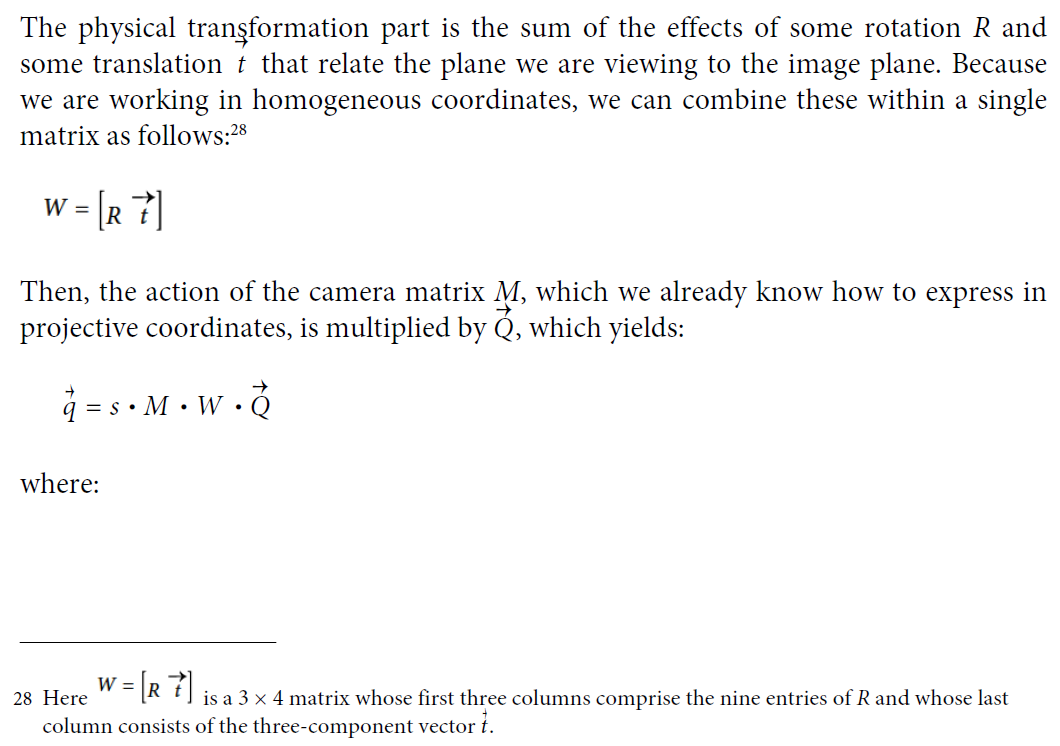 The physical transformation part is the sum of the effects of some rotation R and
some translation t⃗ that relate the plane we are viewing to the image plane. Because
we are working in homogeneous coordinates, we can combine these within a single
matrix as follows:²⁸
W = [R t⃗]
Then, the action of the camera matrix M, which we already know how to express in
projective coordinates, is multiplied by Q⃗, which yields:
q⃗ = s • M • W • Q⃗
where:
28 Here W = [R t⃗] is a 3 × 4 matrix whose first three columns comprise the nine entries of R and whose last
column consists of the three-component vector t⃗.